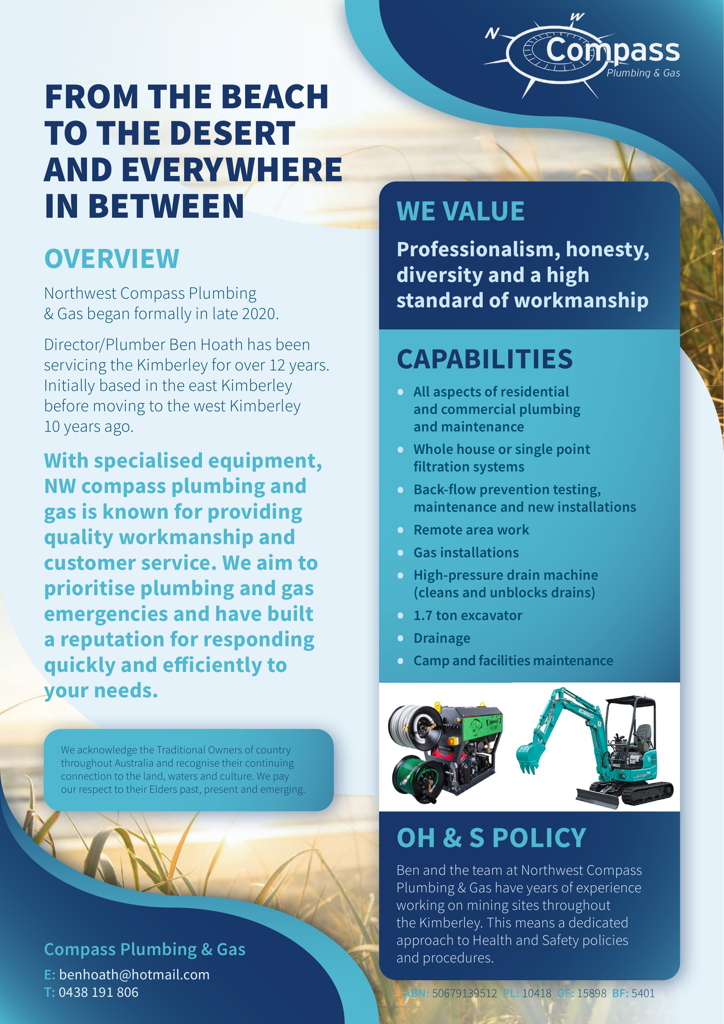 N W
Compass
Plumbing & Gas
FROM THE BEACH
TO THE DESERT
AND EVERYWHERE
IN BETWEEN
OVERVIEW
Northwest Compass Plumbing
& Gas began formally in late 2020.
Director/Plumber Ben Hoath has been
servicing the Kimberley for over 12 years.
Initially based in the east Kimberley
before moving to the west Kimberley
10 years ago.
With specialised equipment,
NW compass plumbing and
gas is known for providing
quality workmanship and
customer service. We aim to
prioritise plumbing and gas
emergencies and have built
a reputation for responding
quickly and efficiently to
your needs.
We acknowledge the Traditional Owners of country
throughout Australia and recognise their continuing
connection to the land, waters and culture. We pay
our respect to their Elders past, present and emerging.
Compass Plumbing & Gas
E: benhoath@hotmail.com
T: 0438 191 806
WE VALUE
Professionalism, honesty,
diversity and a high
standard of workmanship
CAPABILITIES
• All aspects of residential
and commercial plumbing
and maintenance
• Whole house or single point
filtration systems
• Back-flow prevention testing,
maintenance and new installations
• Remote area work
• Gas installations
• High-pressure drain machine
(cleans and unblocks drains)
• 1.7 ton excavator
• Drainage
• Camp and facilities maintenance
OH & S POLICY
Ben and the team at Northwest Compass
Plumbing & Gas have years of experience
working on mining sites throughout
the Kimberley. This means a dedicated
approach to Health and Safety policies
and procedures.
ABN: 50679139512 PL: 10418 GF: 15898 BF: 5401